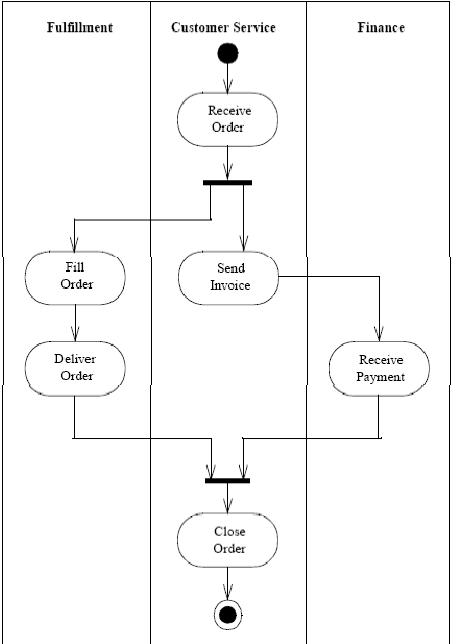 Fulfillment
Customer Service
Finance
Receive
Order
Fill
Order
Send
Invoice
Deliver
Order
Receive
Payment
Close
Order